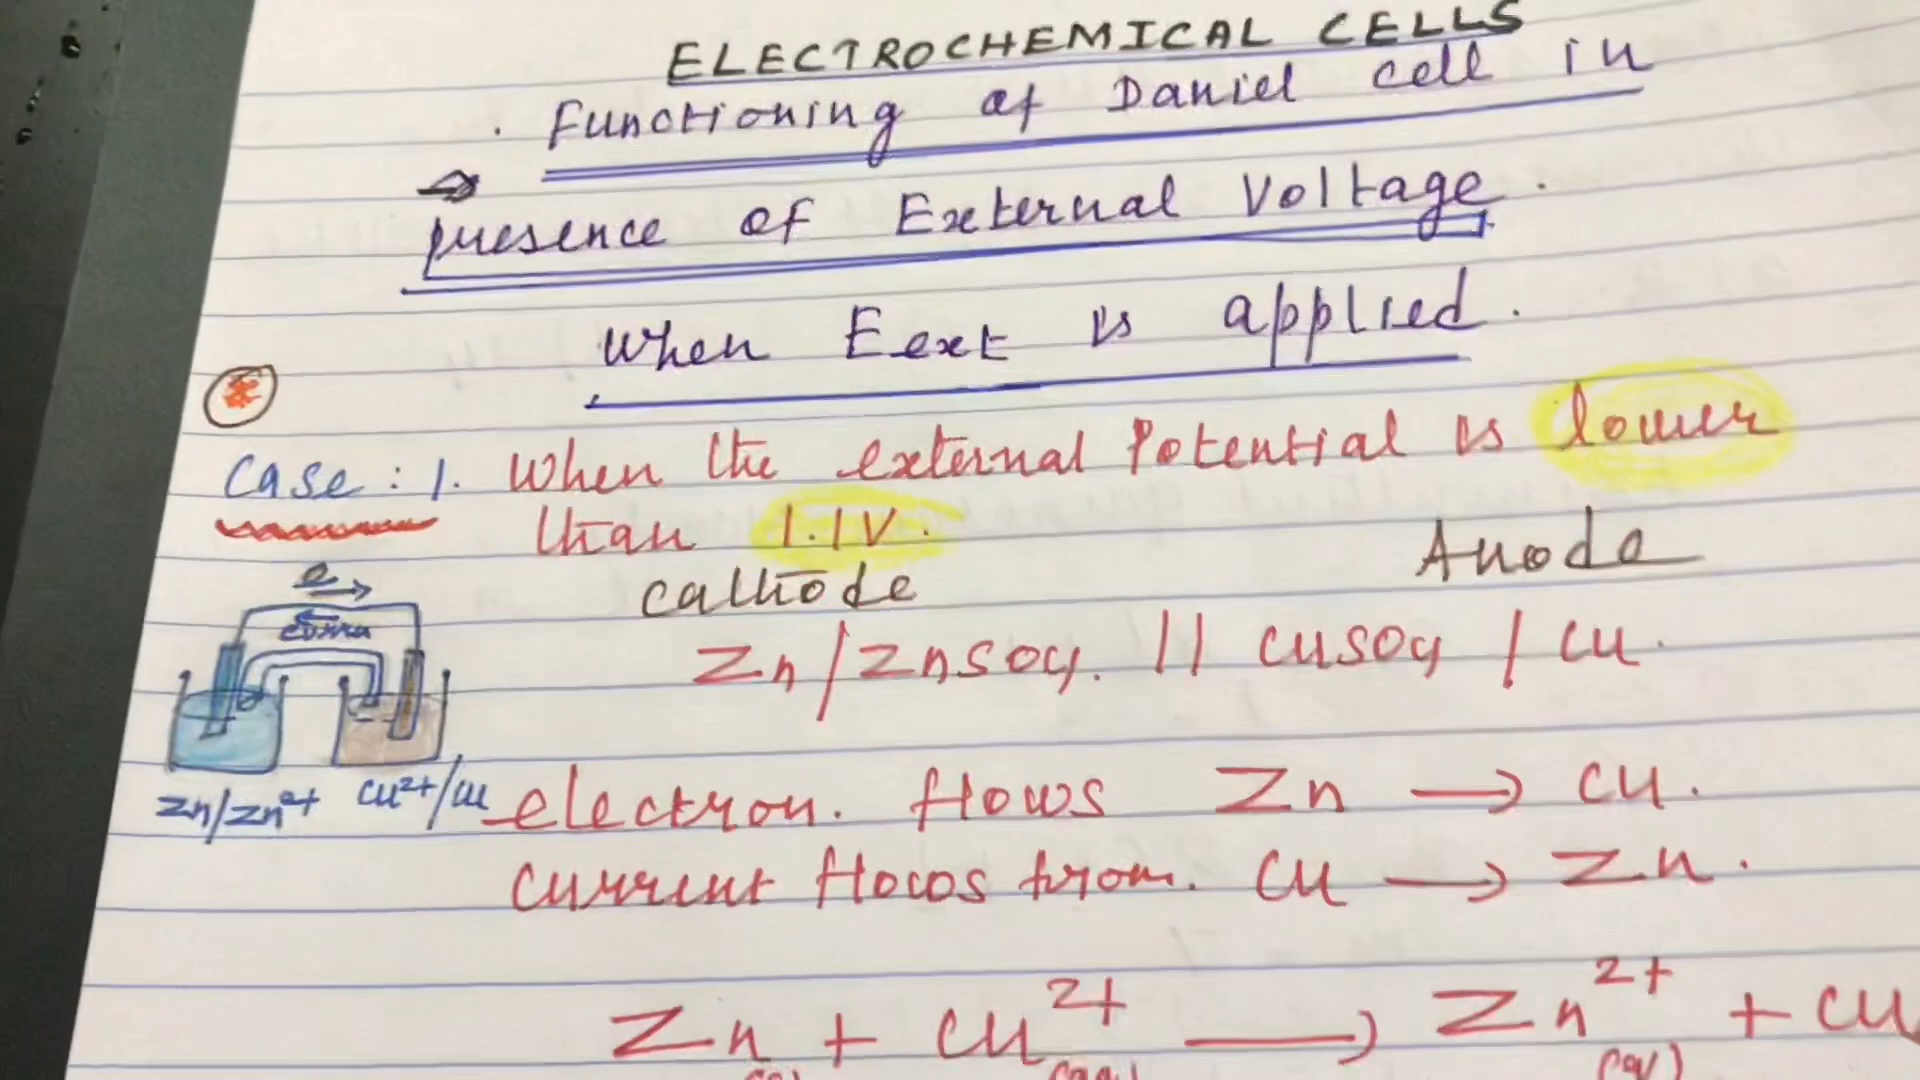 ELECTROCHEMICAL CELLS
Functioning of Daniel cell in
presence of External Voltage.
When Eext is applied.
Case: 1. When the external Potential is lower
than 1.1V.
Cathode Anode
Zn/ZnSO4. || CuSO4 / Cu.
e →
Zn/Zn2+ Cu2+/Cu
electron. flows Zn → Cu.
Current flows from. Cu → Zn.
Zn + Cu2+ → Zn2+ + Cu
(aq) (aq)